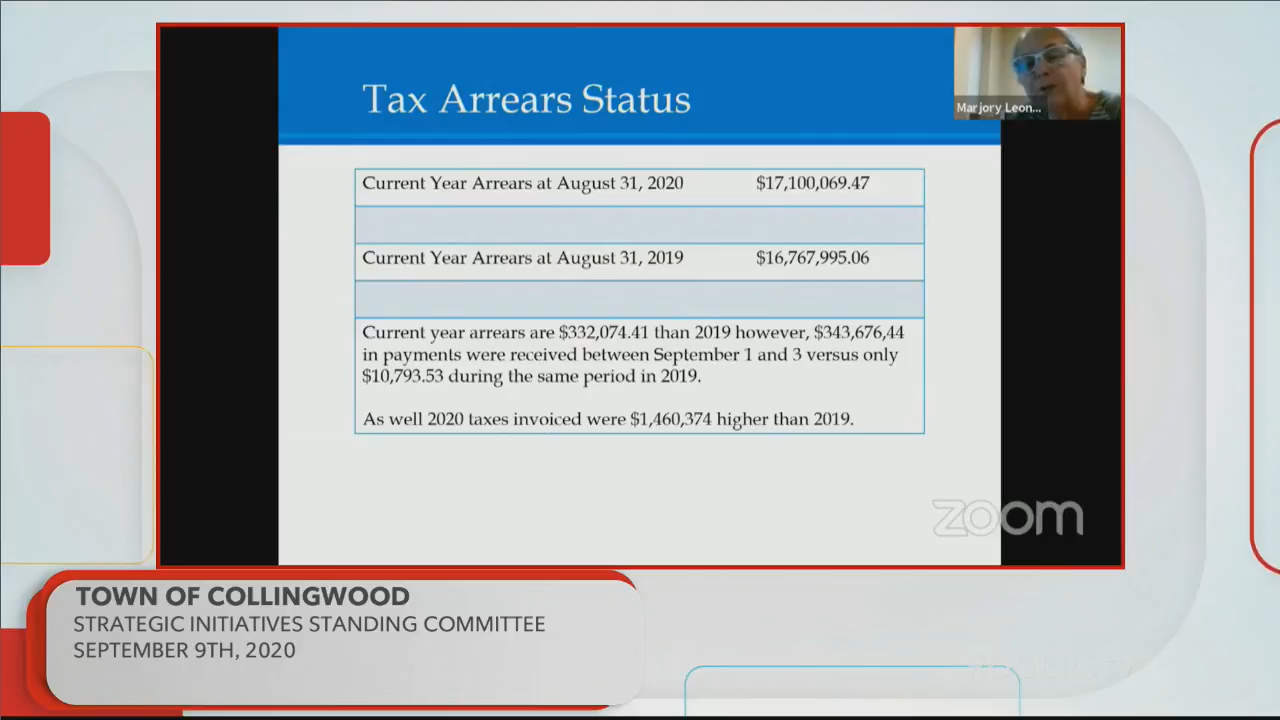 Tax Arrears Status
Marjory Leon...
Current Year Arrears at August 31, 2020 $17,100,069.47
Current Year Arrears at August 31, 2019 $16,767,995.06
Current year arrears are $332,074.41 than 2019 however, $343,676,44
in payments were received between September 1 and 3 versus only
$10,793.53 during the same period in 2019.
As well 2020 taxes invoiced were $1,460,374 higher than 2019.
zoom
TOWN OF COLLINGWOOD
STRATEGIC INITIATIVES STANDING COMMITTEE
SEPTEMBER 9TH, 2020